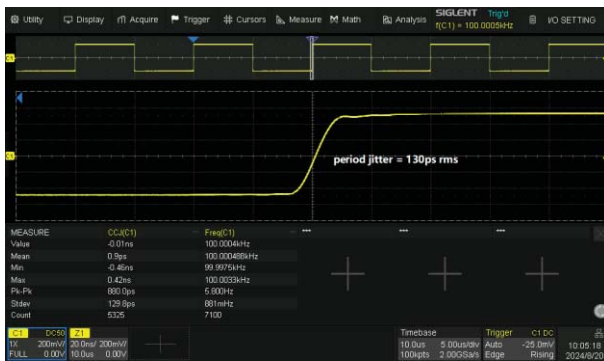 Utility Display Acquire Trigger Cursors Measure Math Analysis SIGLENT Trig'd f(C1) = 100.0005kHz I/O SETTING
C1
C1
period jitter = 130ps rms
MEASURE CCJ(C1) Freq(C1) ... ... ...
Value -0.01ns 100.0004kHz
Mean 0.9ps 100.000488kHz
Min -0.46ns 99.9975kHz
Max 0.42ns 100.0033kHz
Pk-Pk 880.0ps 5.800Hz
Stdev 129.8ps 881mHz
Count 5325 7100
C1 DC50 Z1 Timebase Trigger C1 DC
1X 200mV/ 20.0ns/ 200mV/ 10.0us 5.00us/div Auto -25.0mV 10:05:18
FULL 0.00V 10.0us 0.00V 100kpts 2.00GSa/s Edge Rising 2024/8/20